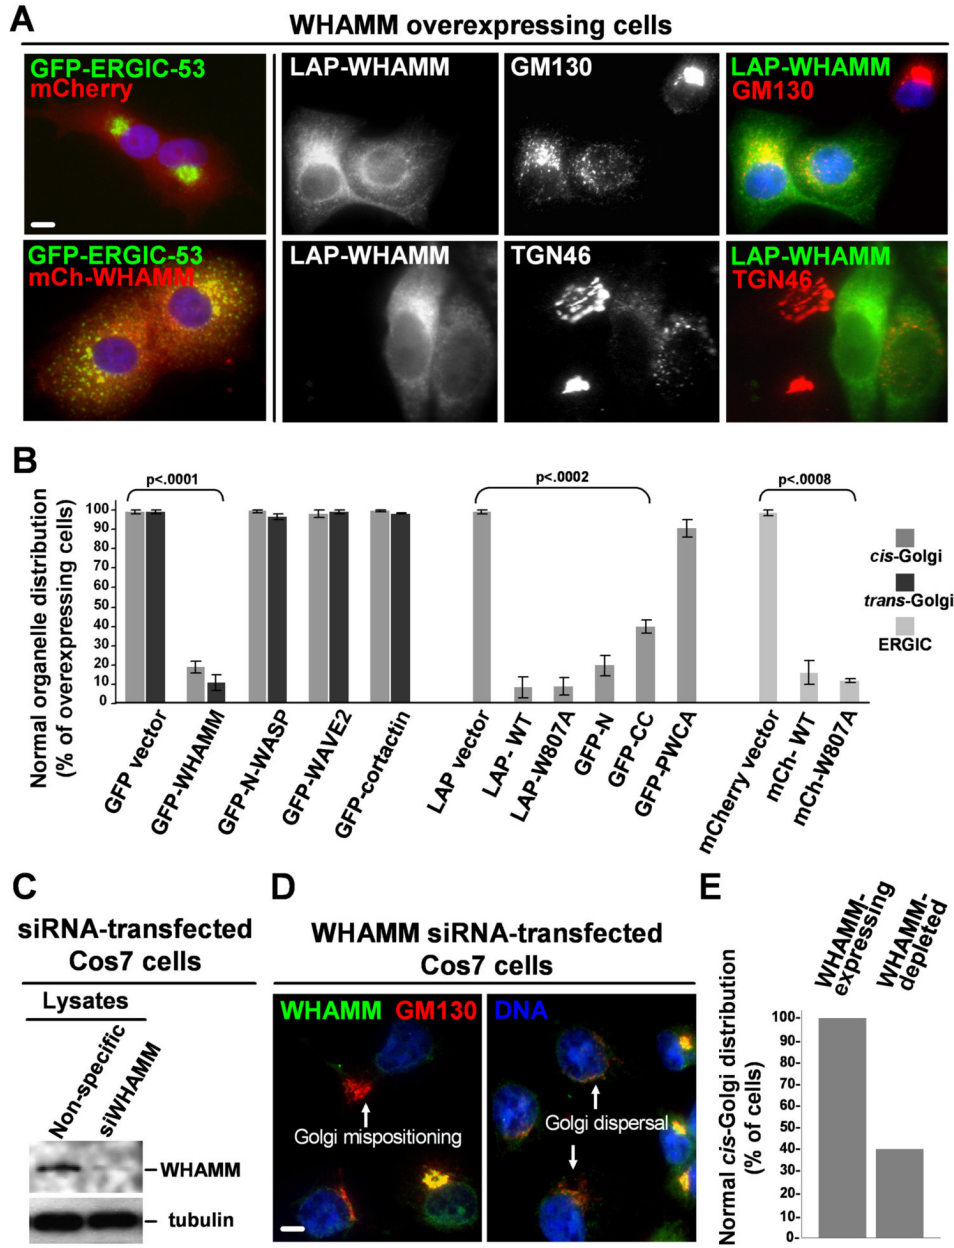 A
WHAMM overexpressing cells
GFP-ERGIC-53
mCherry
LAP-WHAMM
GM130
LAP-WHAMM
GM130
GFP-ERGIC-53
mCh-WHAMM
LAP-WHAMM
TGN46
LAP-WHAMM
TGN46
B
Normal organelle distribution
(% of overexpressing cells)
p<.0001
p<.0002
p<.0008
100
90
80
70
60
50
40
30
20
10
0
cis-Golgi
trans-Golgi
ERGIC
GFP vector
GFP-WHAMM
GFP-N-WASP
GFP-WAVE2
GFP-cortactin
LAP vector
LAP- WT
LAP-W807A
GFP-N
GFP-CC
GFP-PWCA
mCherry vector
mCh- WT
mCh-W807A
C
siRNA-transfected
Cos7 cells
Lysates
Non-specific
siWHAMM
WHAMM
tubulin
D
WHAMM siRNA-transfected
Cos7 cells
WHAMM GM130
DNA
Golgi mispositioning
Golgi dispersal
E
WHAMM-
expressing
WHAMM-
depleted
Normal cis-Golgi distribution
(% of cells)
100-
90-
80-
70-
60-
50-
40-
30-
20-
10-
0-